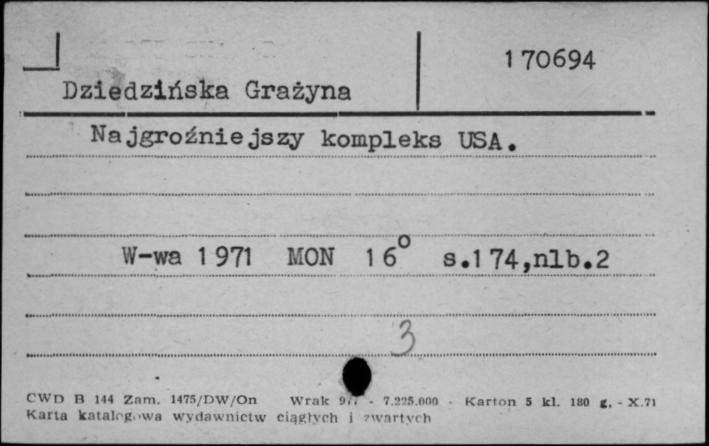 170694
Dziedzińska Grażyna
Najgroźniejszy kompleks USA.
W-wa 1971 MON 16° s.174,nlb.2
3
CWD B 144 Zam. 1475/DW/On Wrak - 7.225.000 - Karton 5 kl. 180 g. - X.71
Karta katalogowa wydawnictw ciągłych i zwartych